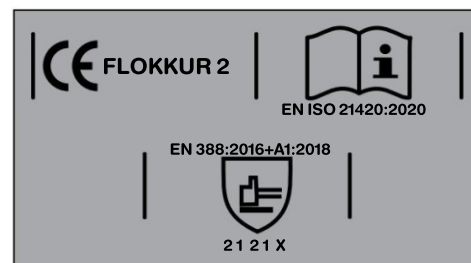 CE FLOKKUR 2
i
EN ISO 21420:2020
EN 388:2016+A1:2018
2 1 2 1 X